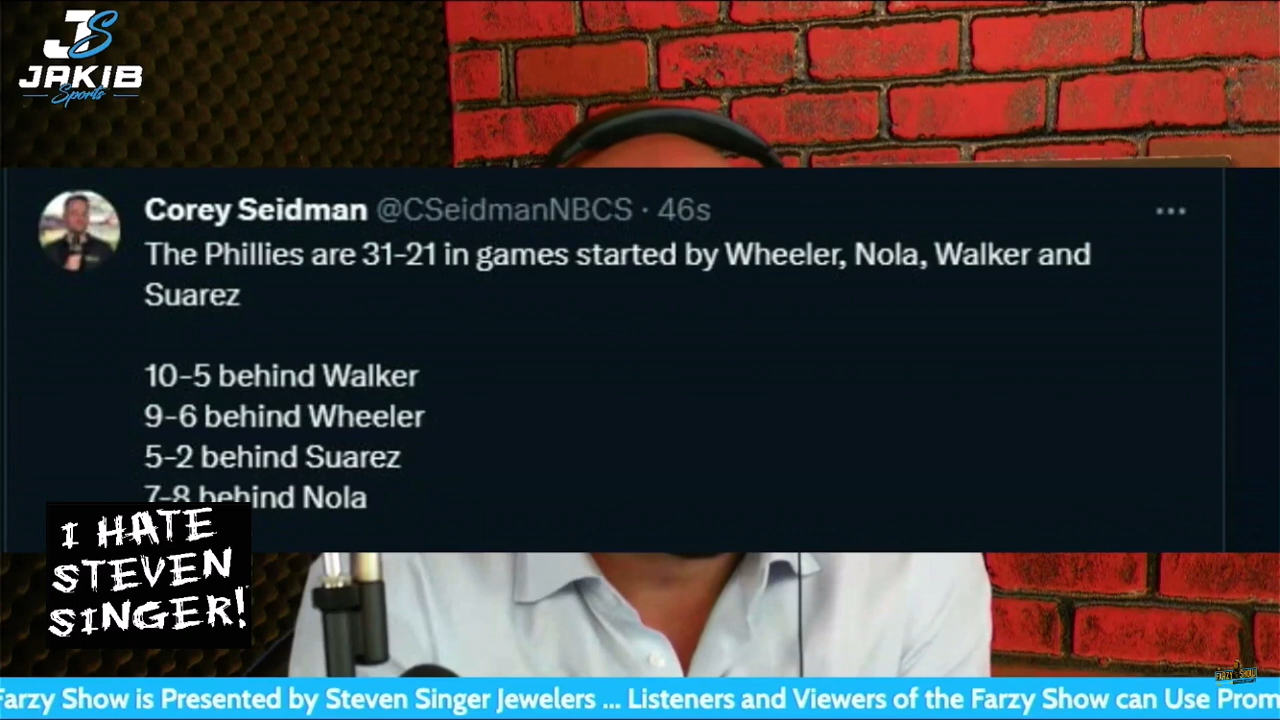 JS
JAKIB
Sports
Corey Seidman @CSeidmanNBCS · 46s
The Phillies are 31-21 in games started by Wheeler, Nola, Walker and
Suarez
10-5 behind Walker
9-6 behind Wheeler
5-2 behind Suarez
7-8 behind Nola
I HATE
STEVEN
SINGER!
FARZY SHOW
Farzy Show is Presented by Steven Singer Jewelers ... Listeners and Viewers of the Farzy Show can Use Prom